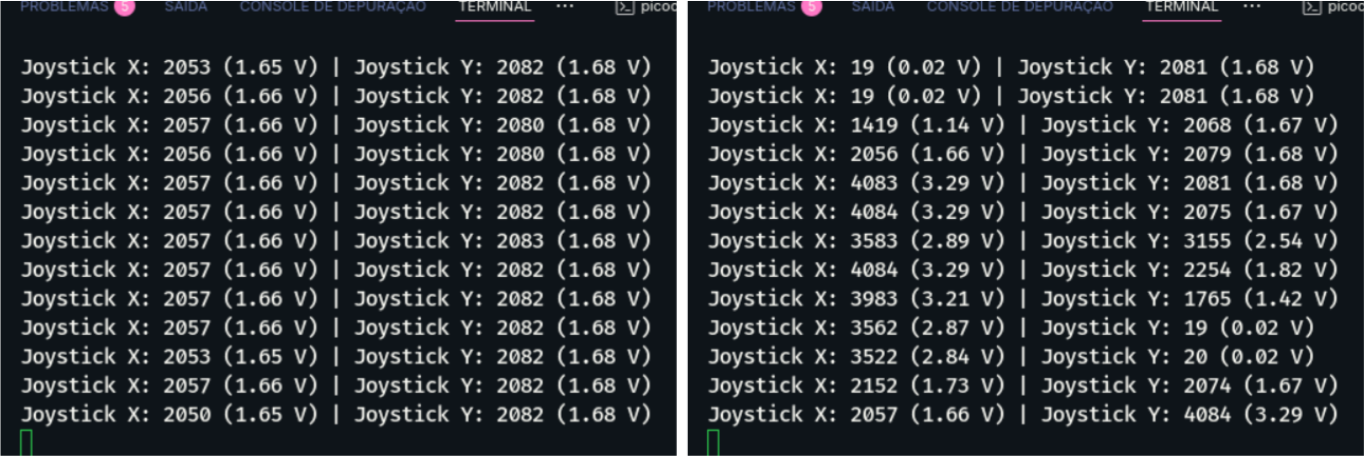 PROBLEMAS 5 SAÍDA CONSOLE DE DEPURAÇÃO TERMINAL ...
Joystick X: 2053 (1.65 V) | Joystick Y: 2082 (1.68 V)
Joystick X: 2056 (1.66 V) | Joystick Y: 2082 (1.68 V)
Joystick X: 2057 (1.66 V) | Joystick Y: 2080 (1.68 V)
Joystick X: 2056 (1.66 V) | Joystick Y: 2080 (1.68 V)
Joystick X: 2057 (1.66 V) | Joystick Y: 2082 (1.68 V)
Joystick X: 2057 (1.66 V) | Joystick Y: 2082 (1.68 V)
Joystick X: 2057 (1.66 V) | Joystick Y: 2083 (1.68 V)
Joystick X: 2057 (1.66 V) | Joystick Y: 2082 (1.68 V)
Joystick X: 2057 (1.66 V) | Joystick Y: 2082 (1.68 V)
Joystick X: 2057 (1.66 V) | Joystick Y: 2082 (1.68 V)
Joystick X: 2053 (1.65 V) | Joystick Y: 2082 (1.68 V)
Joystick X: 2057 (1.66 V) | Joystick Y: 2082 (1.68 V)
Joystick X: 2050 (1.65 V) | Joystick Y: 2082 (1.68 V)
PROBLEMAS 5 SAÍDA CONSOLE DE DEPURAÇÃO TERMINAL ...
Joystick X: 19 (0.02 V) | Joystick Y: 2081 (1.68 V)
Joystick X: 19 (0.02 V) | Joystick Y: 2081 (1.68 V)
Joystick X: 1419 (1.14 V) | Joystick Y: 2068 (1.67 V)
Joystick X: 2056 (1.66 V) | Joystick Y: 2079 (1.68 V)
Joystick X: 4083 (3.29 V) | Joystick Y: 2081 (1.68 V)
Joystick X: 4084 (3.29 V) | Joystick Y: 2075 (1.67 V)
Joystick X: 3583 (2.89 V) | Joystick Y: 3155 (2.54 V)
Joystick X: 4084 (3.29 V) | Joystick Y: 2254 (1.82 V)
Joystick X: 3983 (3.21 V) | Joystick Y: 1765 (1.42 V)
Joystick X: 3562 (2.87 V) | Joystick Y: 19 (0.02 V)
Joystick X: 3522 (2.84 V) | Joystick Y: 20 (0.02 V)
Joystick X: 2152 (1.73 V) | Joystick Y: 2074 (1.67 V)
Joystick X: 2057 (1.66 V) | Joystick Y: 4084 (3.29 V)